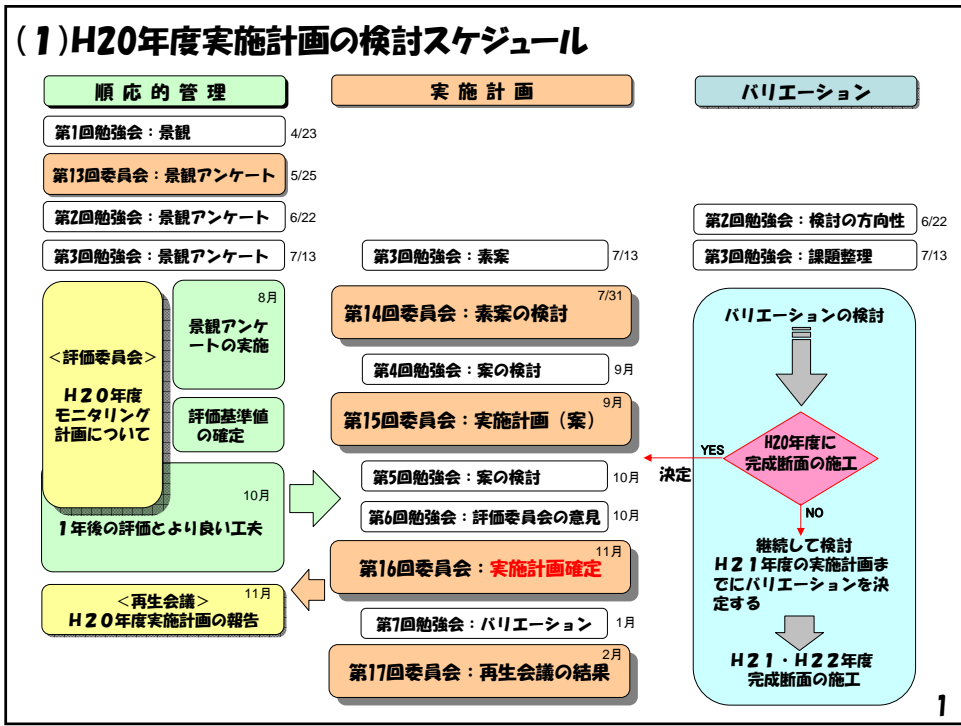 (1)H20年度実施計画の検討スケジュール
順応的管理
第1回勉強会：景観
4/23
第13回委員会：景観アンケート
5/25
第2回勉強会：景観アンケート
6/22
第3回勉強会：景観アンケート
7/13
＜評価委員会＞
H20年度
モニタリング
計画について
8月
景観アンケ
ートの実施
評価基準値
の確定
10月
1年後の評価とより良い工夫
11月
＜再生会議＞
H20年度実施計画の報告
実施計画
第3回勉強会：素案
7/13
7/31
第14回委員会：素案の検討
第4回勉強会：案の検討
9月
9月
第15回委員会：実施計画（案）
第5回勉強会：案の検討
10月
第6回勉強会：評価委員会の意見
10月
11月
第16回委員会：実施計画確定
第7回勉強会：バリエーション
1月
2月
第17回委員会：再生会議の結果
バリエーション
第2回勉強会：検討の方向性
6/22
第3回勉強会：課題整理
7/13
バリエーションの検討
H20年度に
完成断面の施工
YES
決定
NO
継続して検討
H21年度の実施計画ま
でにバリエーションを決
定する
H21・H22年度
完成断面の施工
1